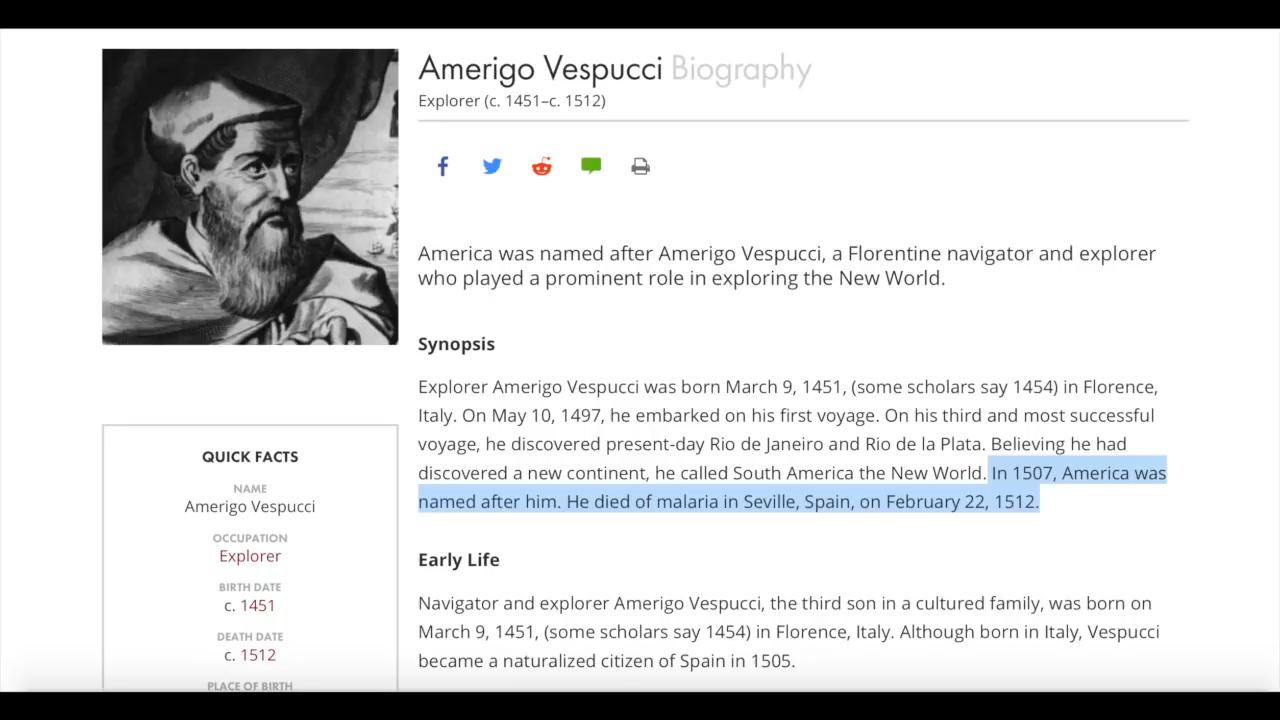 Amerigo Vespucci Biography
Explorer (c. 1451–c. 1512)
America was named after Amerigo Vespucci, a Florentine navigator and explorer
who played a prominent role in exploring the New World.
Synopsis
Explorer Amerigo Vespucci was born March 9, 1451, (some scholars say 1454) in Florence,
Italy. On May 10, 1497, he embarked on his first voyage. On his third and most successful
voyage, he discovered present-day Rio de Janeiro and Rio de la Plata. Believing he had
discovered a new continent, he called South America the New World. In 1507, America was
named after him. He died of malaria in Seville, Spain, on February 22, 1512.
Early Life
Navigator and explorer Amerigo Vespucci, the third son in a cultured family, was born on
March 9, 1451, (some scholars say 1454) in Florence, Italy. Although born in Italy, Vespucci
became a naturalized citizen of Spain in 1505.
QUICK FACTS
NAME
Amerigo Vespucci
OCCUPATION
Explorer
BIRTH DATE
c. 1451
DEATH DATE
c. 1512
PLACE OF BIRTH